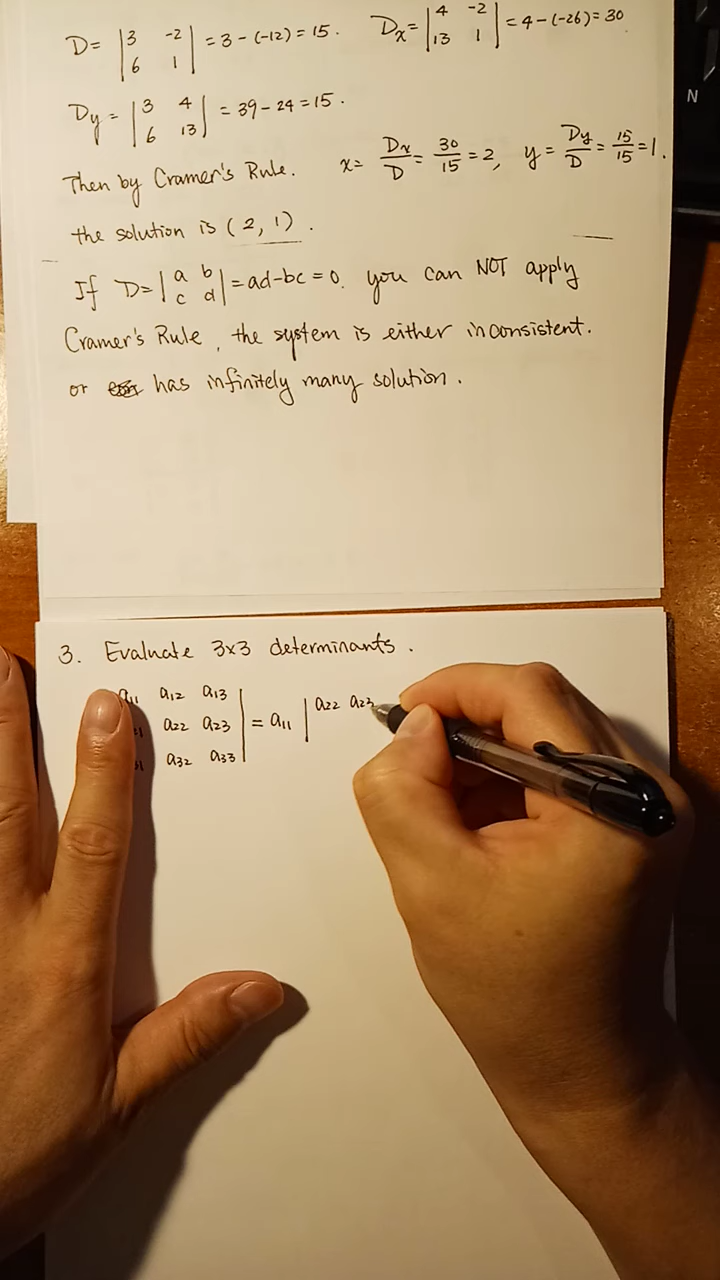 D= | 3 -2 | = 3 - (-12) = 15. Dx= | 4 -2 | = 4 - (-26) = 30
6 1 13 1
Dy = | 3 4 | = 39 - 24 = 15.
6 13
Then by Cramer's Rule. x= Dx/D = 30/15 = 2, y = Dy/D = 15/15 = 1.
the solution is (2, 1).
If D= | a b | = ad-bc = 0. you can NOT apply
c d
Cramer's Rule, the system is either inconsistent.
or has infinitely many solution.
N
3. Evaluate 3x3 determinants.
a11 a12 a13
a22 a23 | = a11 | a22 a23
a32 a33